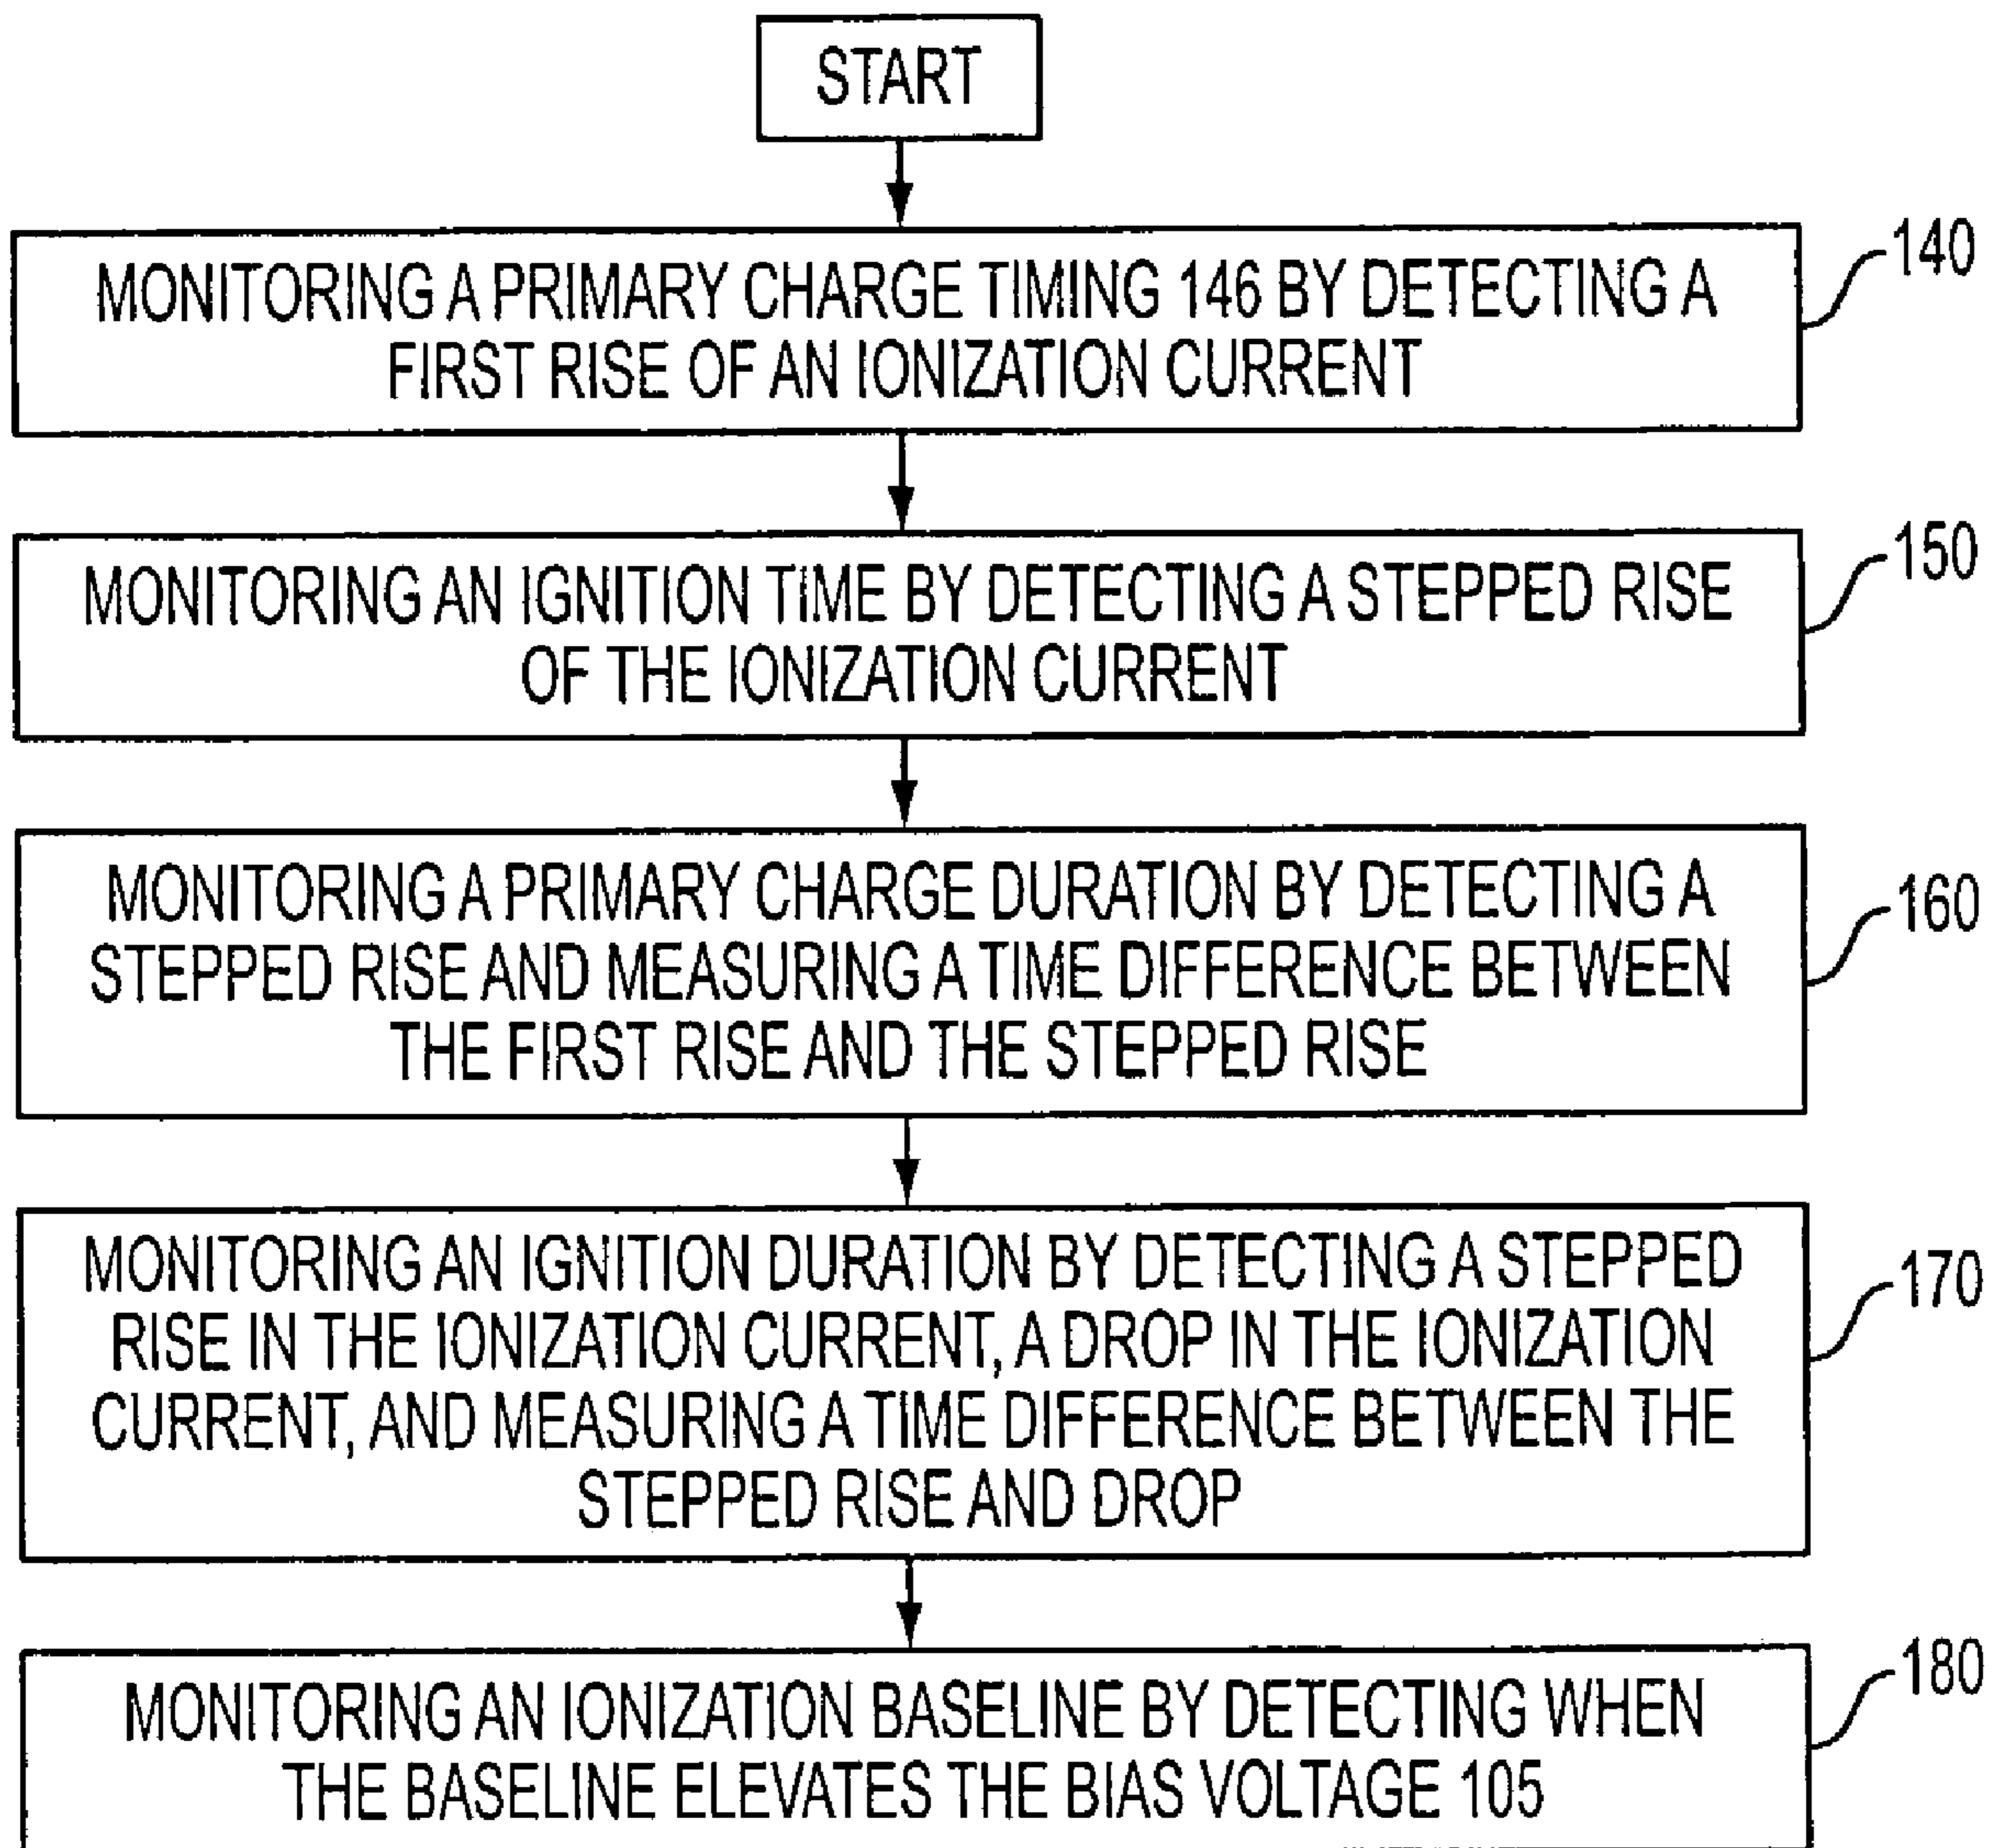 START
MONITORING A PRIMARY CHARGE TIMING 146 BY DETECTING A
FIRST RISE OF AN IONIZATION CURRENT
140
MONITORING AN IGNITION TIME BY DETECTING A STEPPED RISE
OF THE IONIZATION CURRENT
150
MONITORING A PRIMARY CHARGE DURATION BY DETECTING A
STEPPED RISE AND MEASURING A TIME DIFFERENCE BETWEEN
THE FIRST RISE AND THE STEPPED RISE
160
MONITORING AN IGNITION DURATION BY DETECTING A STEPPED
RISE IN THE IONIZATION CURRENT, A DROP IN THE IONIZATION
CURRENT, AND MEASURING A TIME DIFFERENCE BETWEEN THE
STEPPED RISE AND DROP
170
MONITORING AN IONIZATION BASELINE BY DETECTING WHEN
THE BASELINE ELEVATES THE BIAS VOLTAGE 105
180